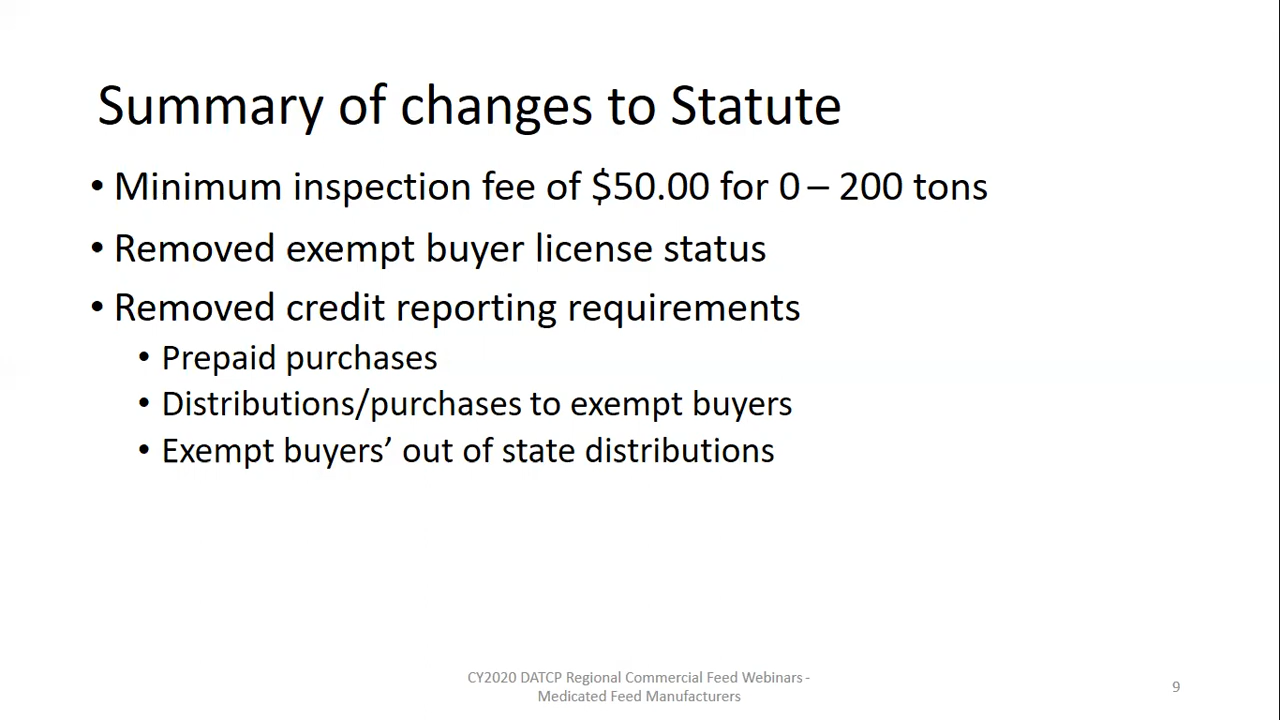 Summary of changes to Statute
• Minimum inspection fee of $50.00 for 0 – 200 tons
• Removed exempt buyer license status
• Removed credit reporting requirements
• Prepaid purchases
• Distributions/purchases to exempt buyers
• Exempt buyers’ out of state distributions
CY2020 DATCP Regional Commercial Feed Webinars -
Medicated Feed Manufacturers
9